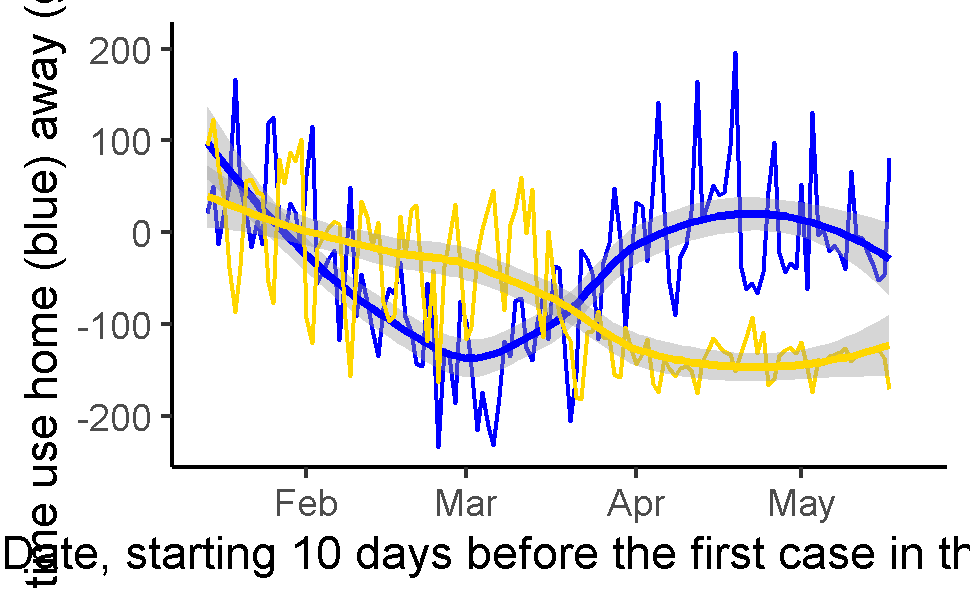 time use home (blue) away (
200
100
0
-100
-200
Feb Mar Apr May
Date, starting 10 days before the first case in th